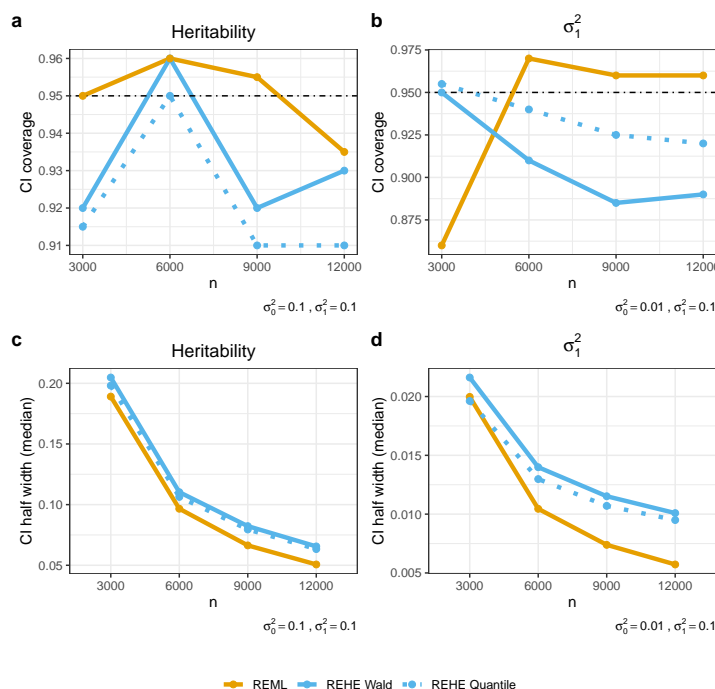 a
Heritability
CI coverage
0.96
0.95
0.94
0.93
0.92
0.91
3000 6000 9000 12000
n
σ₀² = 0.1 , σ₁² = 0.1
b
σ₁²
CI coverage
0.975
0.950
0.925
0.900
0.875
3000 6000 9000 12000
n
σ₀² = 0.01 , σ₁² = 0.1
c
Heritability
CI half width (median)
0.20
0.15
0.10
0.05
3000 6000 9000 12000
n
σ₀² = 0.1 , σ₁² = 0.1
d
σ₁²
CI half width (median)
0.020
0.015
0.010
0.005
3000 6000 9000 12000
n
σ₀² = 0.01 , σ₁² = 0.1
REML REHE Wald REHE Quantile